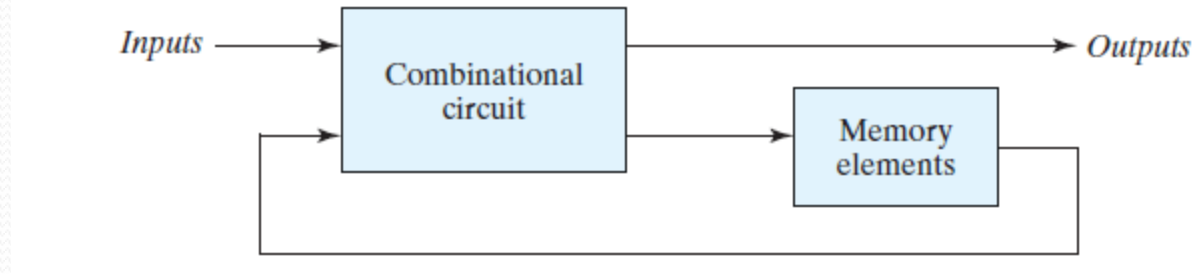 Inputs
Outputs
Combinational
circuit
Memory
elements